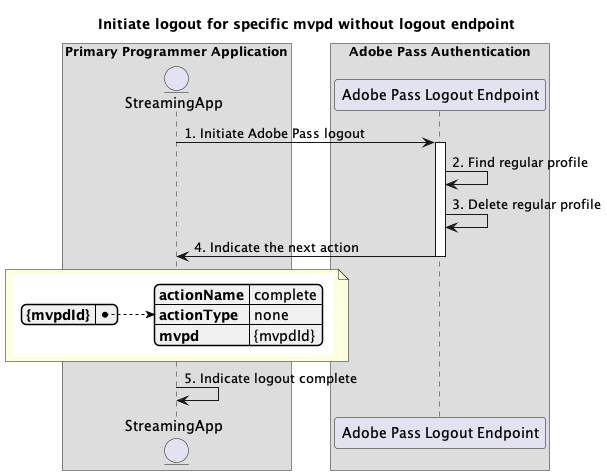 Initiate logout for specific mvpd without logout endpoint
Primary Programmer Application
Adobe Pass Authentication
StreamingApp
Adobe Pass Logout Endpoint
1. Initiate Adobe Pass logout
2. Find regular profile
3. Delete regular profile
4. Indicate the next action
{mvpdId}
actionName complete
actionType none
mvpd {mvpdId}
5. Indicate logout complete
StreamingApp
Adobe Pass Logout Endpoint